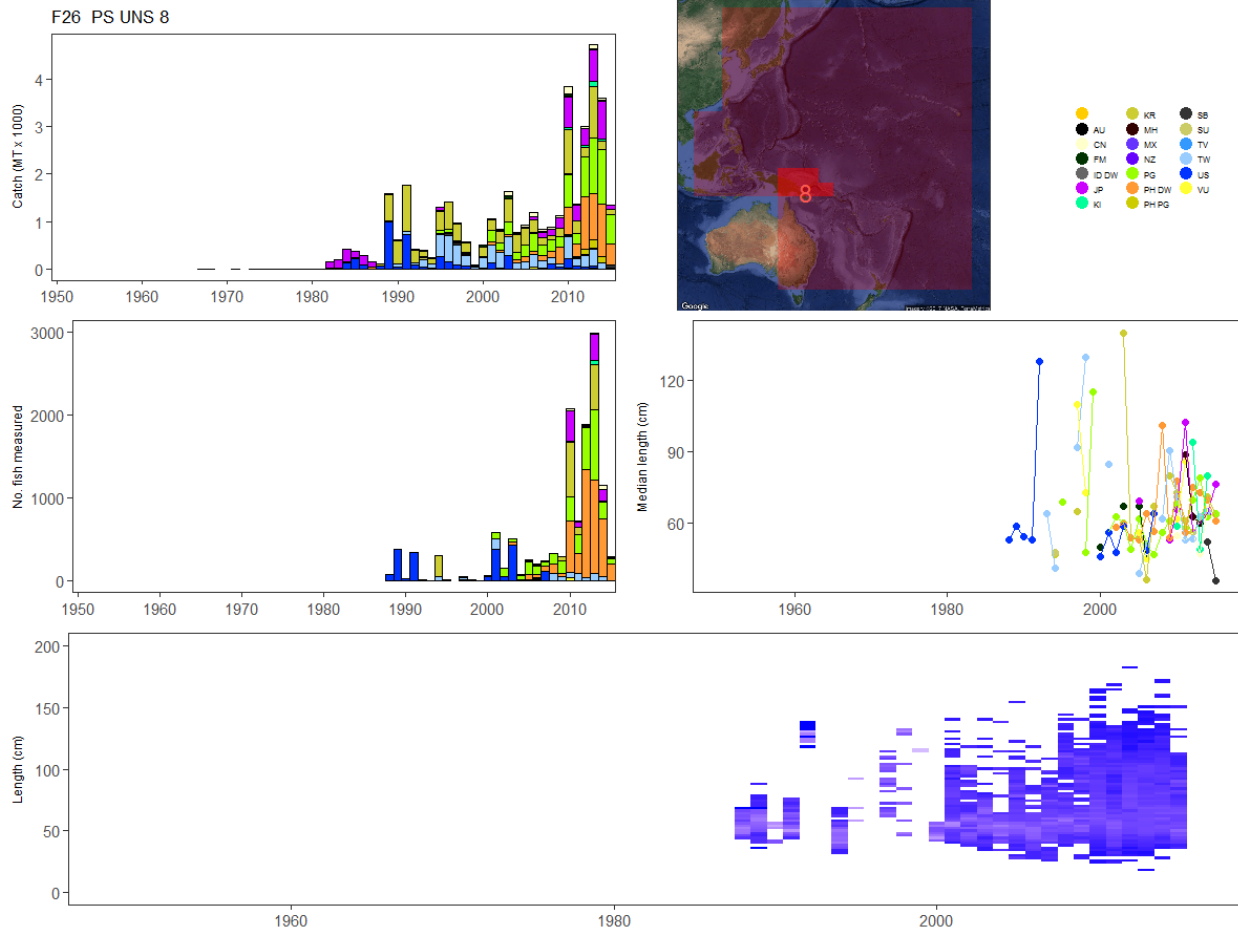 F26 PS UNS 8
Catch (MT x 1000)
4
3
2
1
0
1950
1960
1970
1980
1990
2000
2010
8
Google
AU
CN
FM
ID DW
JP
KI
KR
MH
MX
NZ
PG
PH DW
PH PG
SB
SU
TV
TW
US
VU
No. fish measured
3000
2000
1000
0
1950
1960
1970
1980
1990
2000
2010
Median length (cm)
120
90
60
1960
1980
2000
Length (cm)
200
150
100
50
0
1960
1980
2000